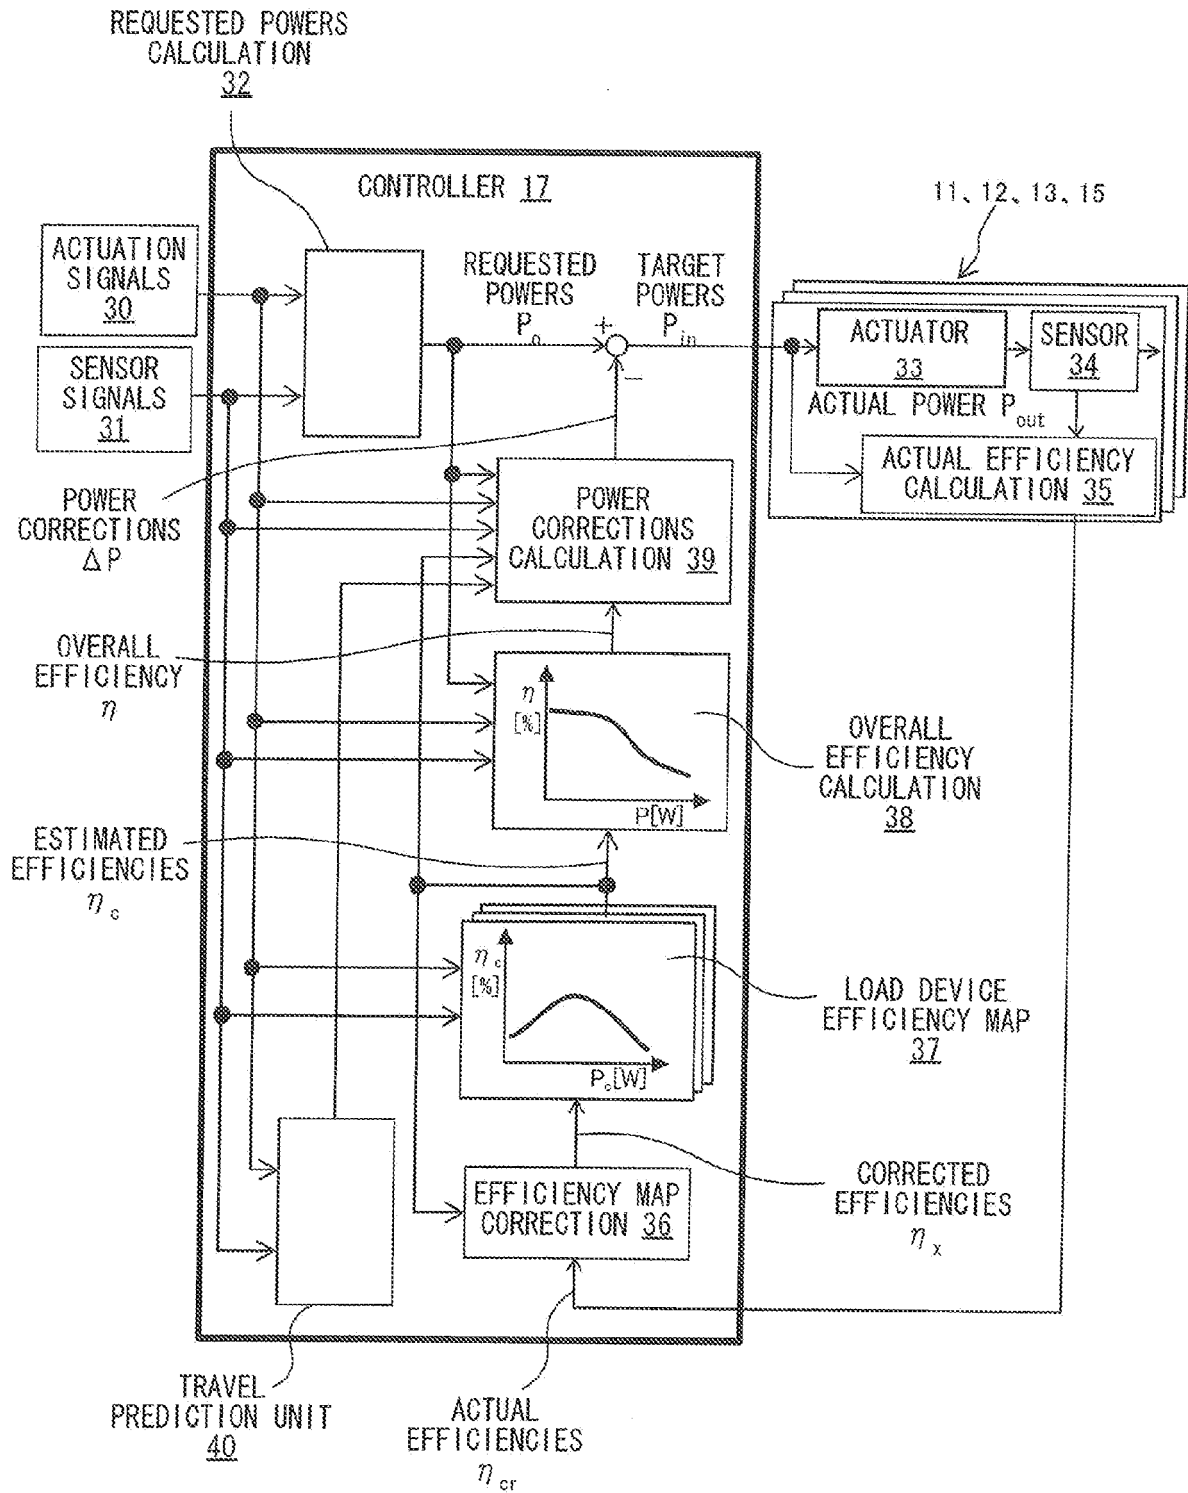 REQUESTED POWERS
CALCULATION
32
CONTROLLER 17
11、12、13、15
ACTUATION
SIGNALS
30
SENSOR
SIGNALS
31
REQUESTED
POWERS
P₀
TARGET
POWERS
Pin
+
−
ACTUATOR
33
SENSOR
34
ACTUAL POWER Pout
ACTUAL EFFICIENCY
CALCULATION 35
POWER
CORRECTIONS
ΔP
POWER
CORRECTIONS
CALCULATION 39
OVERALL
EFFICIENCY
η
η
[%]
P[W]
OVERALL
EFFICIENCY
CALCULATION
38
ESTIMATED
EFFICIENCIES
ηc
ηc
[%]
Pc[W]
LOAD DEVICE
EFFICIENCY MAP
37
EFFICIENCY MAP
CORRECTION 36
CORRECTED
EFFICIENCIES
ηx
TRAVEL
PREDICTION UNIT
40
ACTUAL
EFFICIENCIES
ηcr